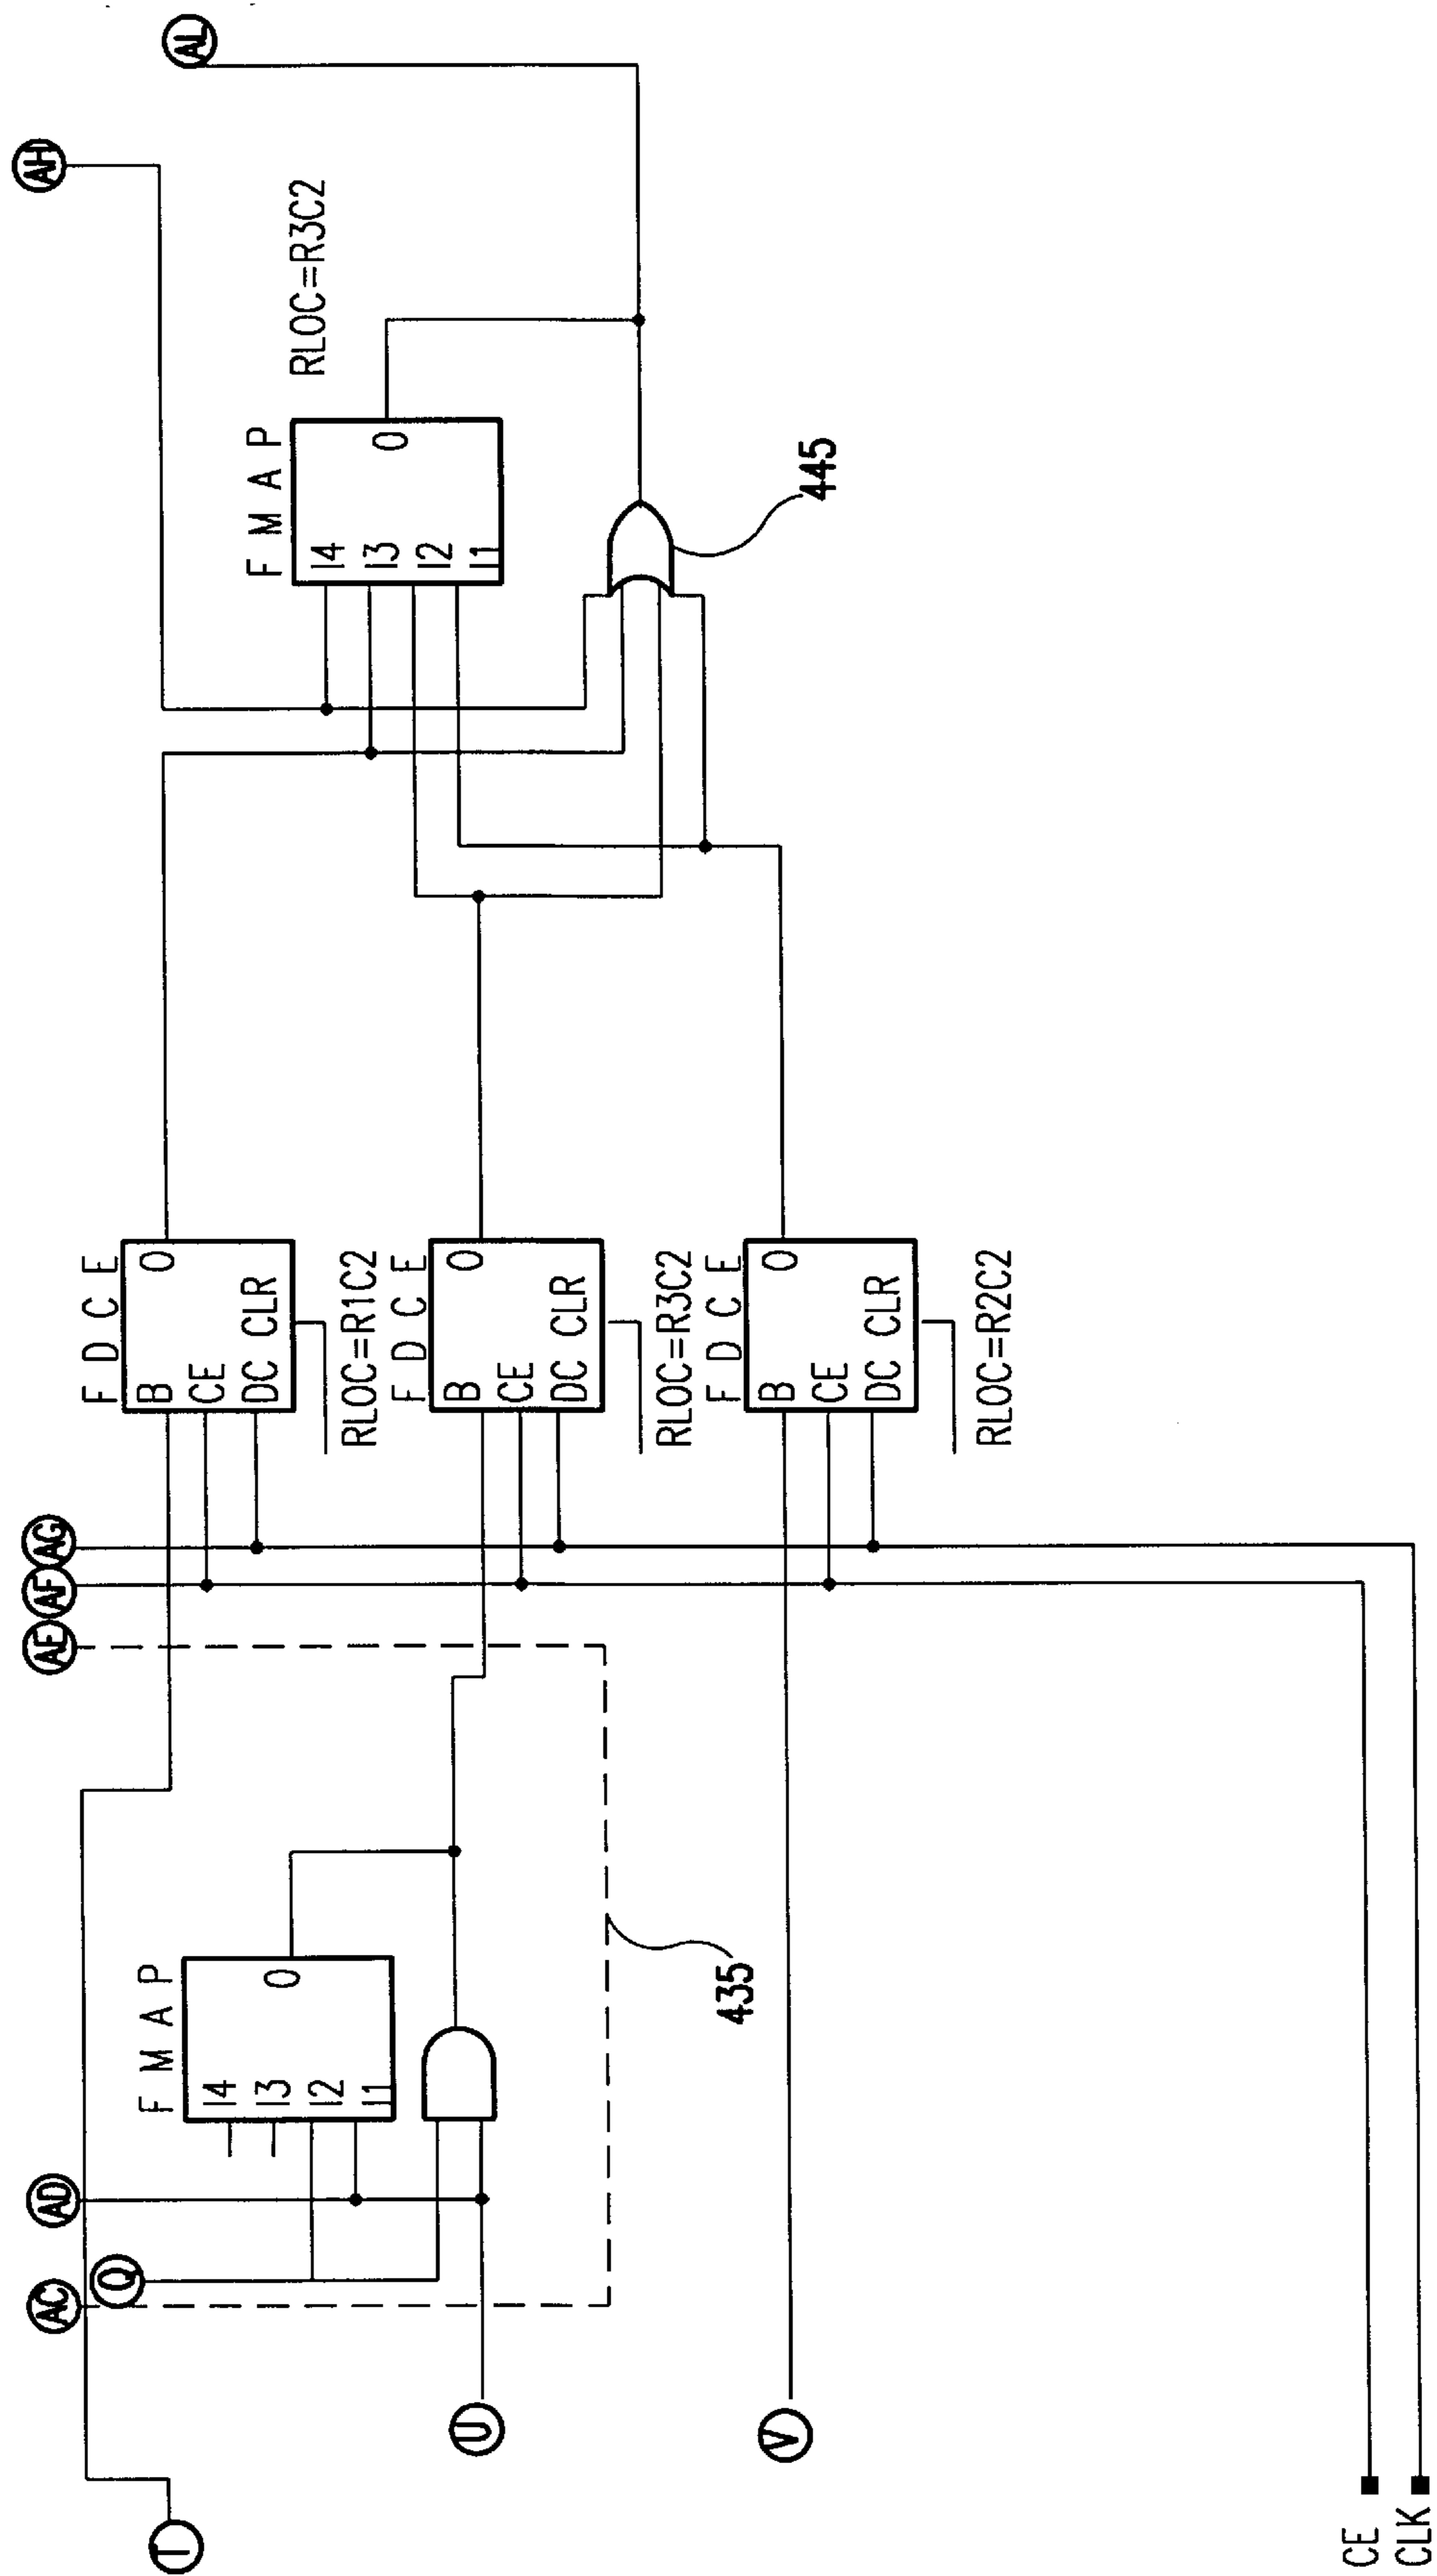 AC
Q
AD
AE
AF
AG
AH
AL
T
F M A P
I4
I3
I2
I1
O
U
435
V
F D C E
B
O
CE
DC CLR
RLOC=R1C2
F D C E
B
O
CE
DC CLR
RLOC=R3C2
F D C E
B
O
CE
DC CLR
RLOC=R2C2
F M A P
I4
I3
I2
I1
O
RLOC=R3C2
445
CE
CLK